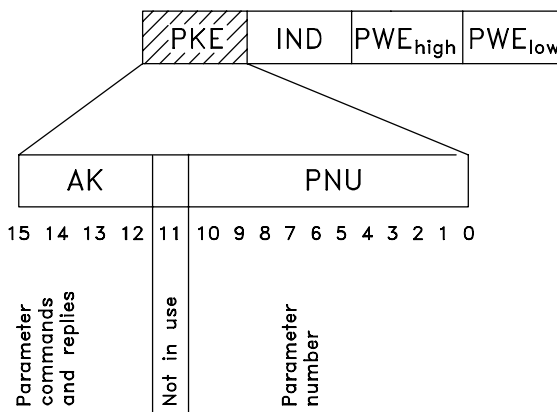 PKE IND PWEhigh PWElow
AK PNU
15 14 13 12 11 10 9 8 7 6 5 4 3 2 1 0
Parameter
commands
and replies
Not in use
Parameter
number